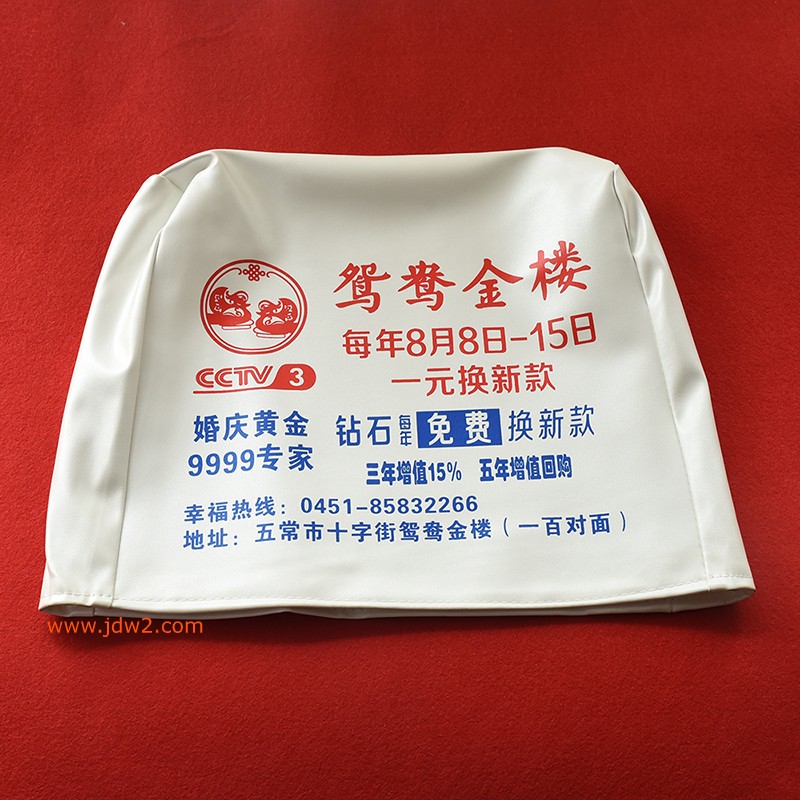 鸳鸯金楼
每年8月8日-15日
一元换新款
CCTV 3
婚庆黄金
9999专家
钻石每年免费换新款
三年增值15% 五年增值回购
幸福热线：0451-85832266
地址：五常市十字街鸳鸯金楼（一百对面）
www.jdw2.com